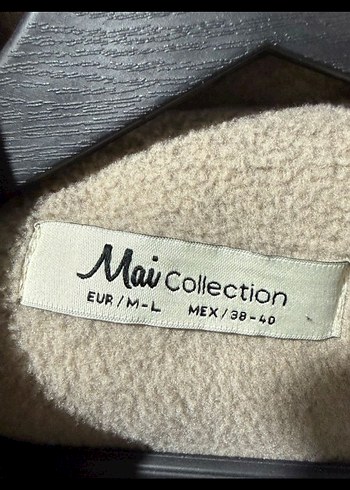 Mai Collection
EUR / M-L MEX / 38-40